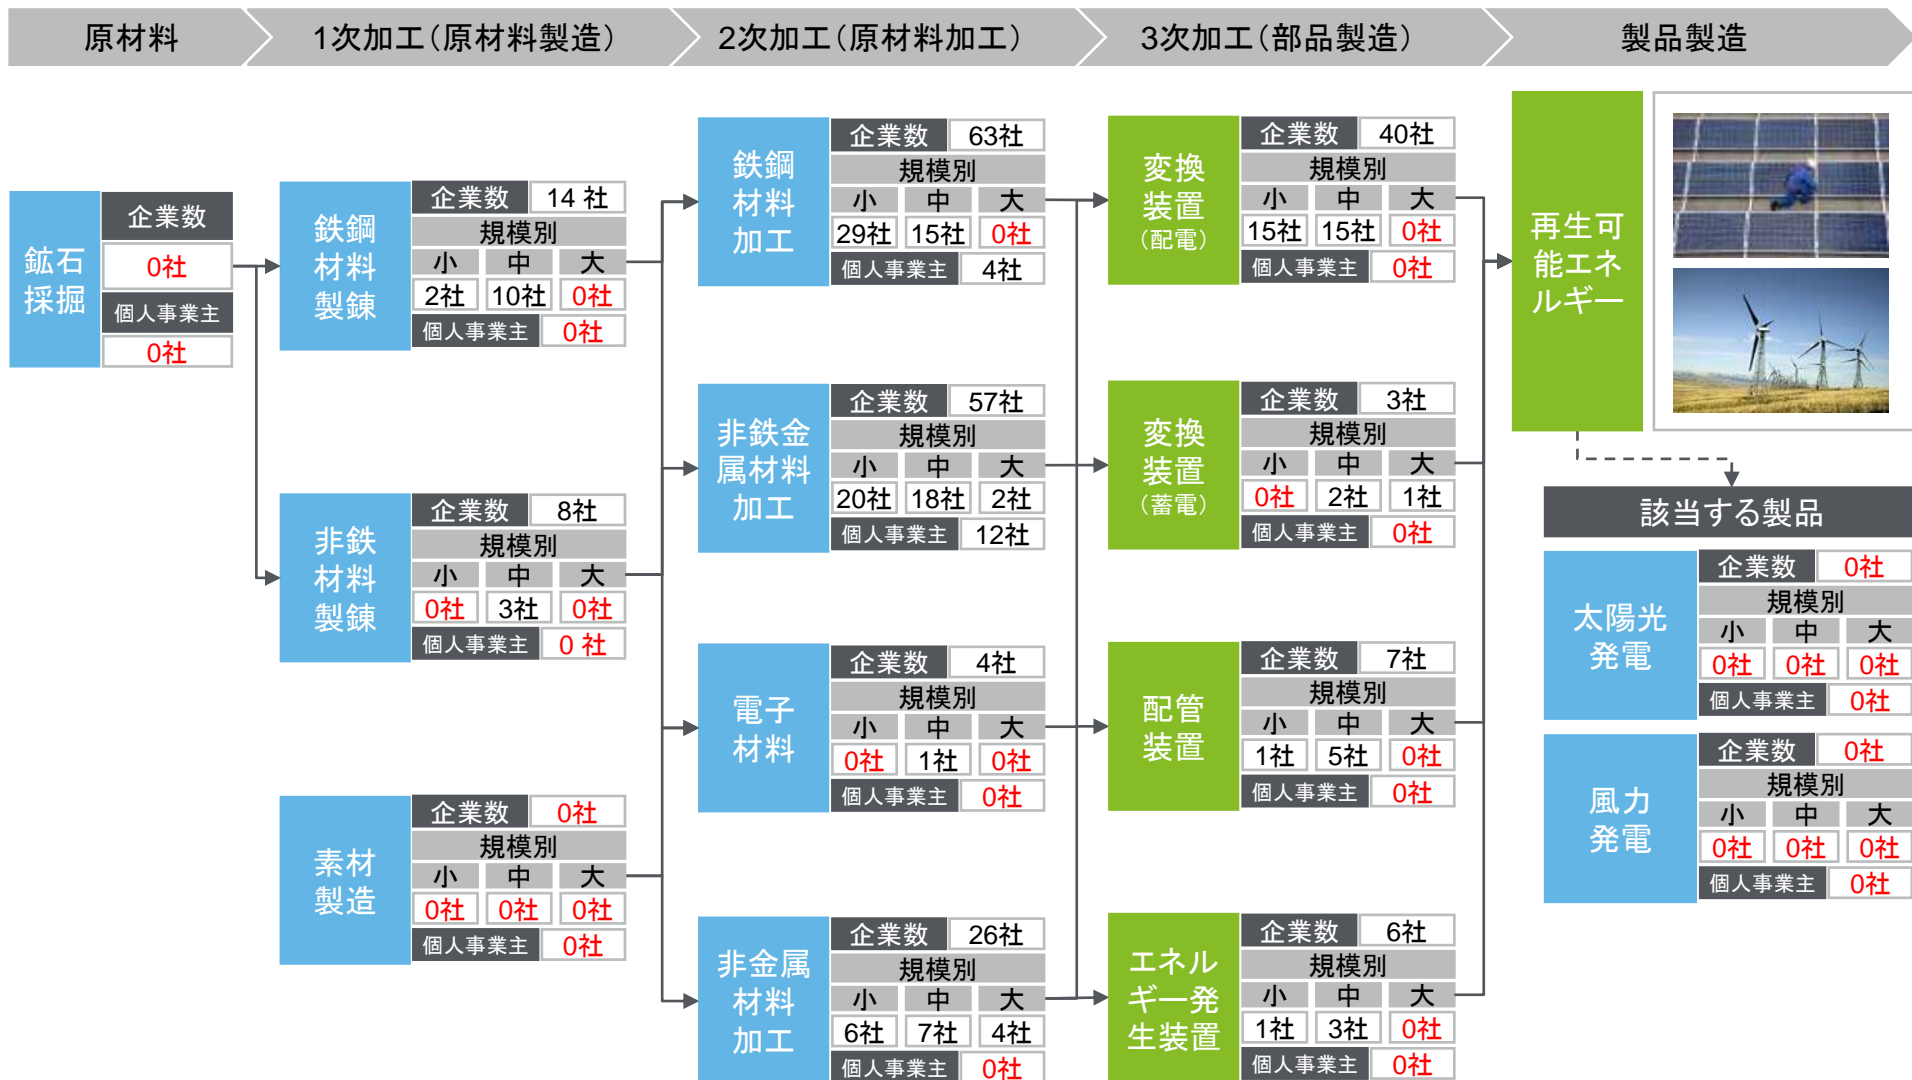 原材料
1次加工（原材料製造）
2次加工（原材料加工）
3次加工（部品製造）
製品製造
鉱石
採掘
企業数
0社
個人事業主
0社
鉄鋼
材料
製錬
企業数 14 社
規模別
小 中 大
2社 10社 0社
個人事業主 0社
非鉄
材料
製錬
企業数 8社
規模別
小 中 大
0社 3社 0社
個人事業主 0 社
素材
製造
企業数 0社
規模別
小 中 大
0社 0社 0社
個人事業主 0社
鉄鋼
材料
加工
企業数 63社
規模別
小 中 大
29社 15社 0社
個人事業主 4社
非鉄金
属材料
加工
企業数 57社
規模別
小 中 大
20社 18社 2社
個人事業主 12社
電子
材料
企業数 4社
規模別
小 中 大
0社 1社 0社
個人事業主 0社
非金属
材料
加工
企業数 26社
規模別
小 中 大
6社 7社 4社
個人事業主 0社
変換
装置
（配電）
企業数 40社
規模別
小 中 大
15社 15社 0社
個人事業主 0社
変換
装置
（蓄電）
企業数 3社
規模別
小 中 大
0社 2社 1社
個人事業主 0社
配管
装置
企業数 7社
規模別
小 中 大
1社 5社 0社
個人事業主 0社
エネル
ギー発
生装置
企業数 6社
規模別
小 中 大
1社 3社 0社
個人事業主 0社
再生可
能エネ
ルギー
該当する製品
太陽光
発電
企業数 0社
規模別
小 中 大
0社 0社 0社
個人事業主 0社
風力
発電
企業数 0社
規模別
小 中 大
0社 0社 0社
個人事業主 0社